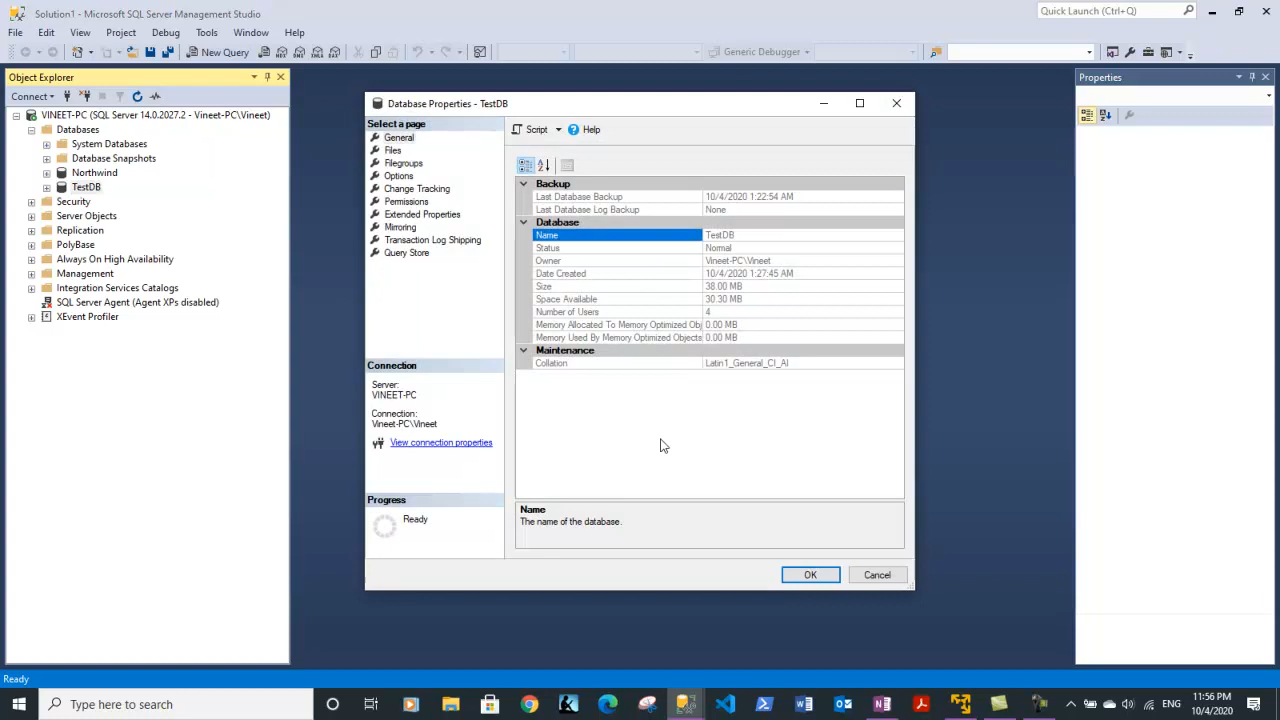 Solution1 - Microsoft SQL Server Management Studio
Quick Launch (Ctrl+Q)
File Edit View Project Debug Tools Window Help
New Query
Generic Debugger
Object Explorer
Connect
VINEET-PC (SQL Server 14.0.2027.2 - Vineet-PC\Vineet)
Databases
System Databases
Database Snapshots
Northwind
TestDB
Security
Server Objects
Replication
PolyBase
Always On High Availability
Management
Integration Services Catalogs
SQL Server Agent (Agent XPs disabled)
XEvent Profiler
Database Properties - TestDB
Select a page
General
Files
Filegroups
Options
Change Tracking
Permissions
Extended Properties
Mirroring
Transaction Log Shipping
Query Store
Connection
Server:
VINEET-PC
Connection:
Vineet-PC\Vineet
View connection properties
Progress
Ready
Script Help
Backup
Last Database Backup 10/4/2020 1:22:54 AM
Last Database Log Backup None
Database
Name TestDB
Status Normal
Owner Vineet-PC\Vineet
Date Created 10/4/2020 1:27:45 AM
Size 38.00 MB
Space Available 30.30 MB
Number of Users 4
Memory Allocated To Memory Optimized Obj 0.00 MB
Memory Used By Memory Optimized Objects 0.00 MB
Maintenance
Collation Latin1_General_CI_AI
Name
The name of the database.
OK Cancel
Properties
Ready
Type here to search
ENG
11:56 PM
10/4/2020